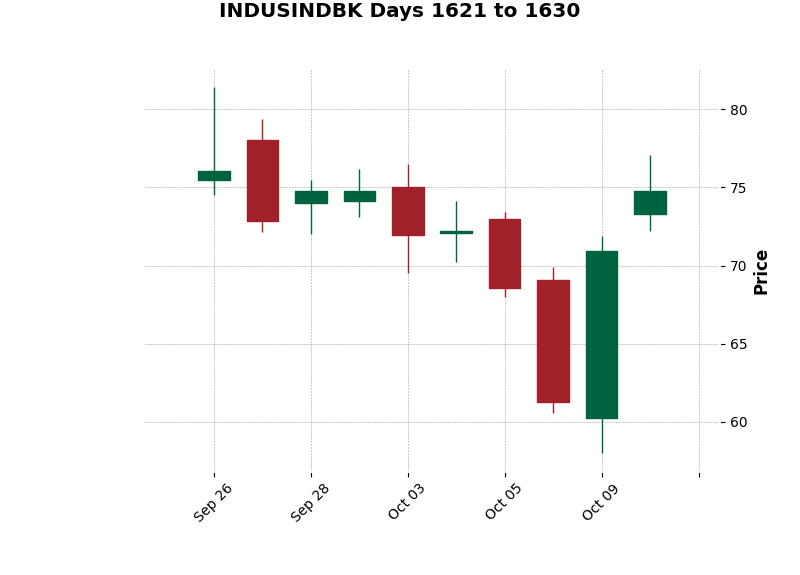 INDUSINDBK Days 1621 to 1630
80
75
70
65
60
Price
Sep 26
Sep 28
Oct 03
Oct 05
Oct 09